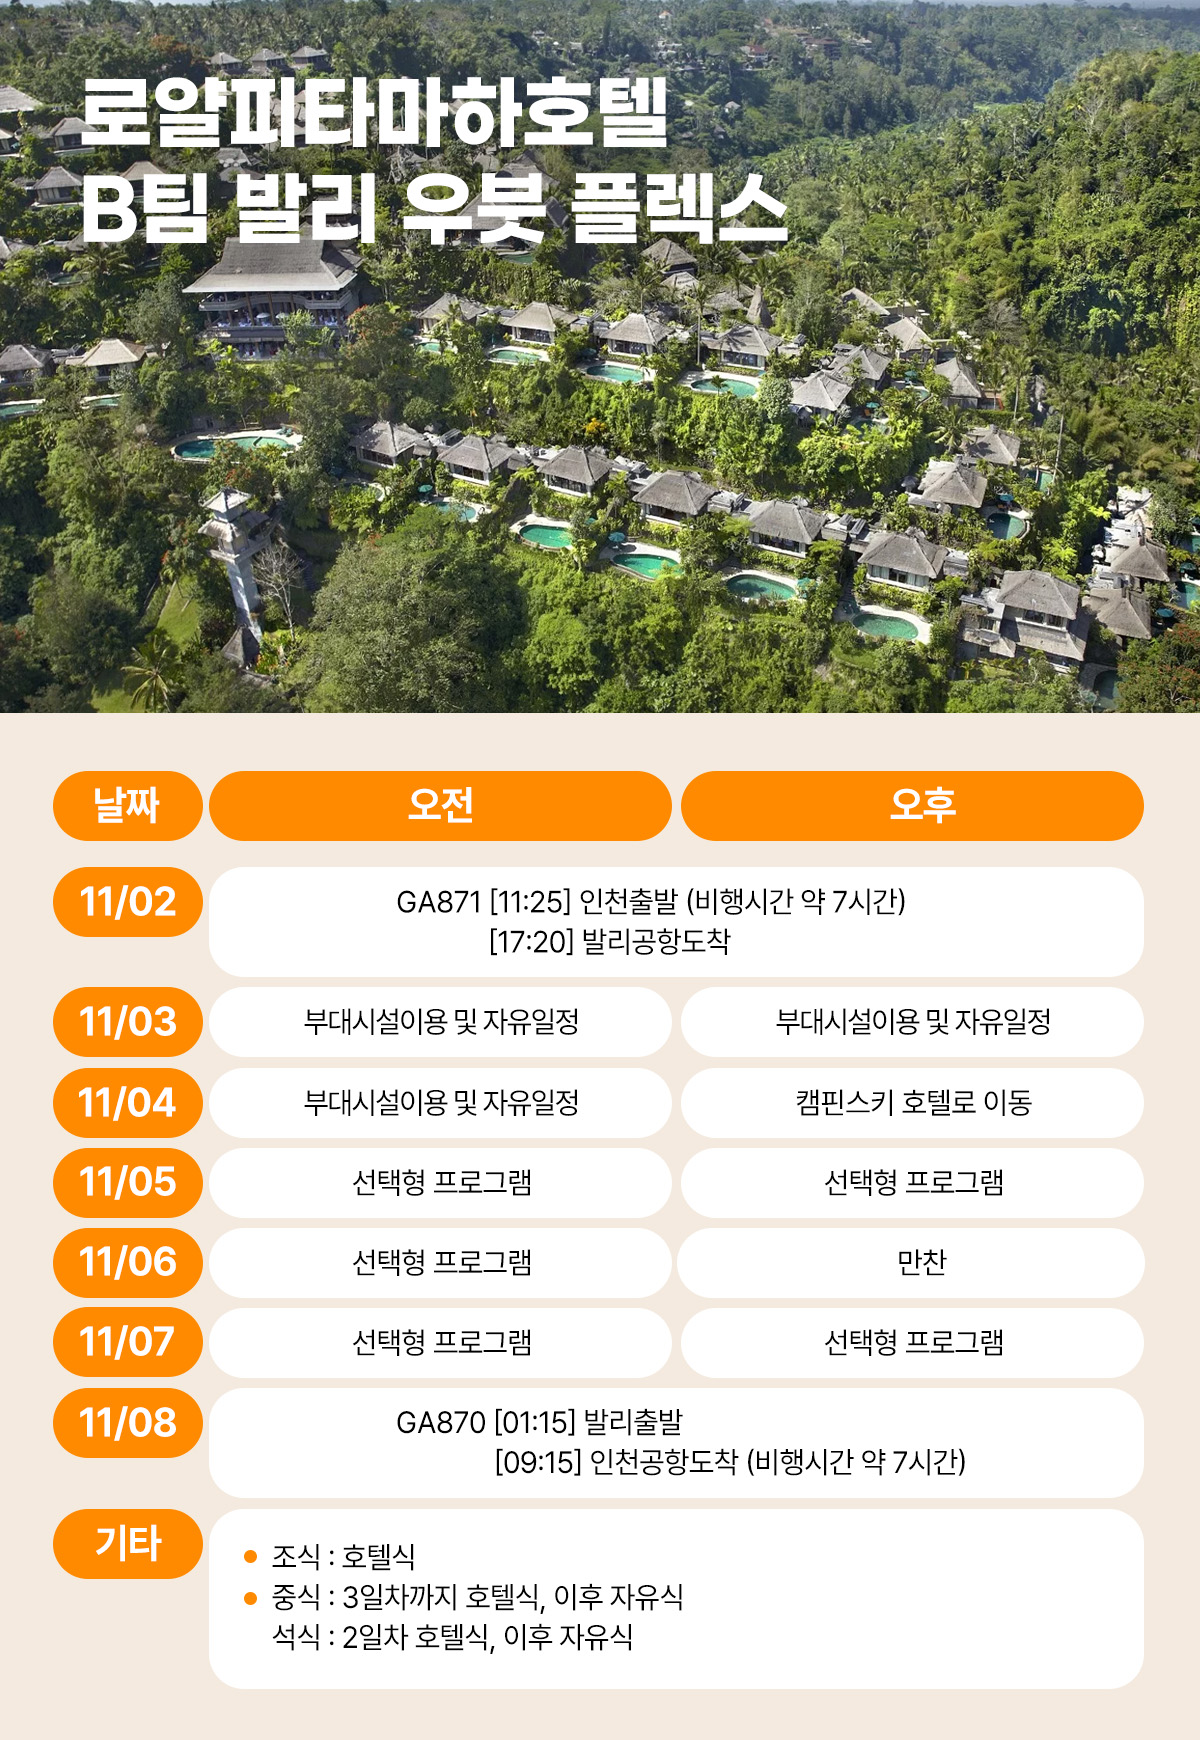 로얄피타마하호텔
B팀 발리 우붓 플렉스
날짜 오전 오후
11/02 GA871 [11:25] 인천출발 (비행시간 약 7시간)
[17:20] 발리공항도착
11/03 부대시설이용 및 자유일정 부대시설이용 및 자유일정
11/04 부대시설이용 및 자유일정 캠핀스키 호텔로 이동
11/05 선택형 프로그램 선택형 프로그램
11/06 선택형 프로그램 만찬
11/07 선택형 프로그램 선택형 프로그램
11/08 GA870 [01:15] 발리출발
[09:15] 인천공항도착 (비행시간 약 7시간)
기타
조식 : 호텔식
중식 : 3일차까지 호텔식, 이후 자유식
석식 : 2일차 호텔식, 이후 자유식